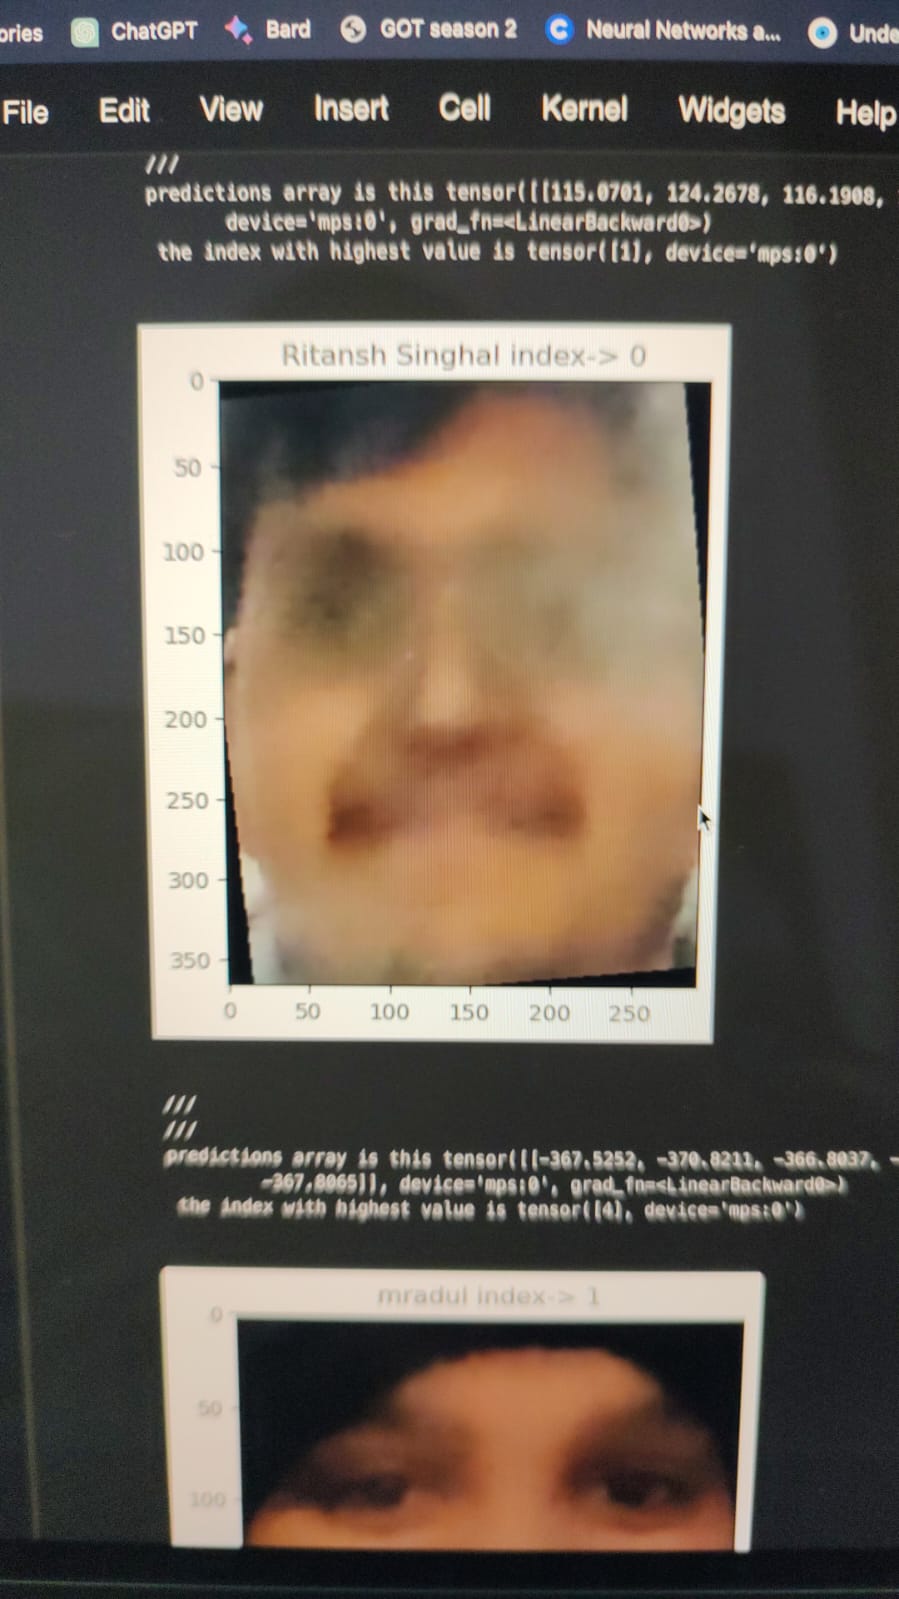 ories ChatGPT Bard GOT season 2 Neural Networks a... Unde
File Edit View Insert Cell Kernel Widgets Help
///
predictions array is this tensor([[115.0701, 124.2678, 116.1908,
device='mps:0', grad_fn=<LinearBackward0>)
the index with highest value is tensor([1], device='mps:0')
Ritansh Singhal index-> 0
0
50
100
150
200
250
300
350
0 50 100 150 200 250
///
///
predictions array is this tensor([[-367.5252, -370.8211, -366.8037, -
-367.8065]], device='mps:0', grad_fn=<LinearBackward0>)
the index with highest value is tensor([4], device='mps:0')
mradul index-> 1
0
50
100